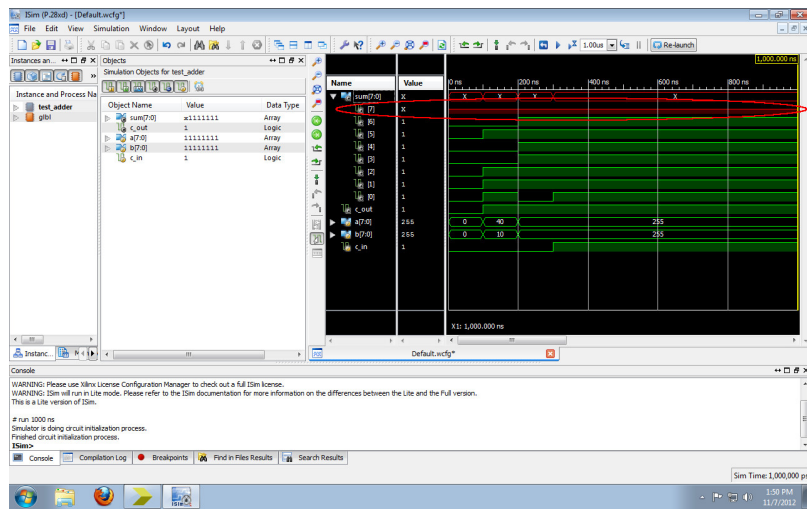 ISim (P.28xd) - [Default.wcfg*]
File Edit View Simulation Window Layout Help
1.00us Re-launch
Instances an...
Instance and Process Na
test_adder
glbl
Objects
Simulation Objects for test_adder
Object Name Value Data Type
sum[7:0] x1111111 Array
c_out 1 Logic
a[7:0] 11111111 Array
b[7:0] 11111111 Array
c_in 1 Logic
1,000.000 ns
Name Value 0 ns 200 ns 400 ns 600 ns 800 ns
sum[7:0] X X X X X
[7] X
[6] 1
[5] 1
[4] 1
[3] 1
[2] 1
[1] 1
[0] 1
c_out 1
a[7:0] 255 0 40 255
b[7:0] 255 0 10 255
c_in 1
X1: 1,000.000 ns
Instanc...
Default.wcfg*
Console
WARNING: Please use Xilinx License Configuration Manager to check out a full ISim license.
WARNING: ISim will run in Lite mode. Please refer to the ISim documentation for more information on the differences between the Lite and the Full version.
This is a Lite version of ISim.
# run 1000 ns
Simulator is doing circuit initialization process.
Finished circuit initialization process.
ISim>
Console Compilation Log Breakpoints Find in Files Results Search Results
Sim Time: 1,000,000 ps
ISim
1:50 PM
11/7/2012